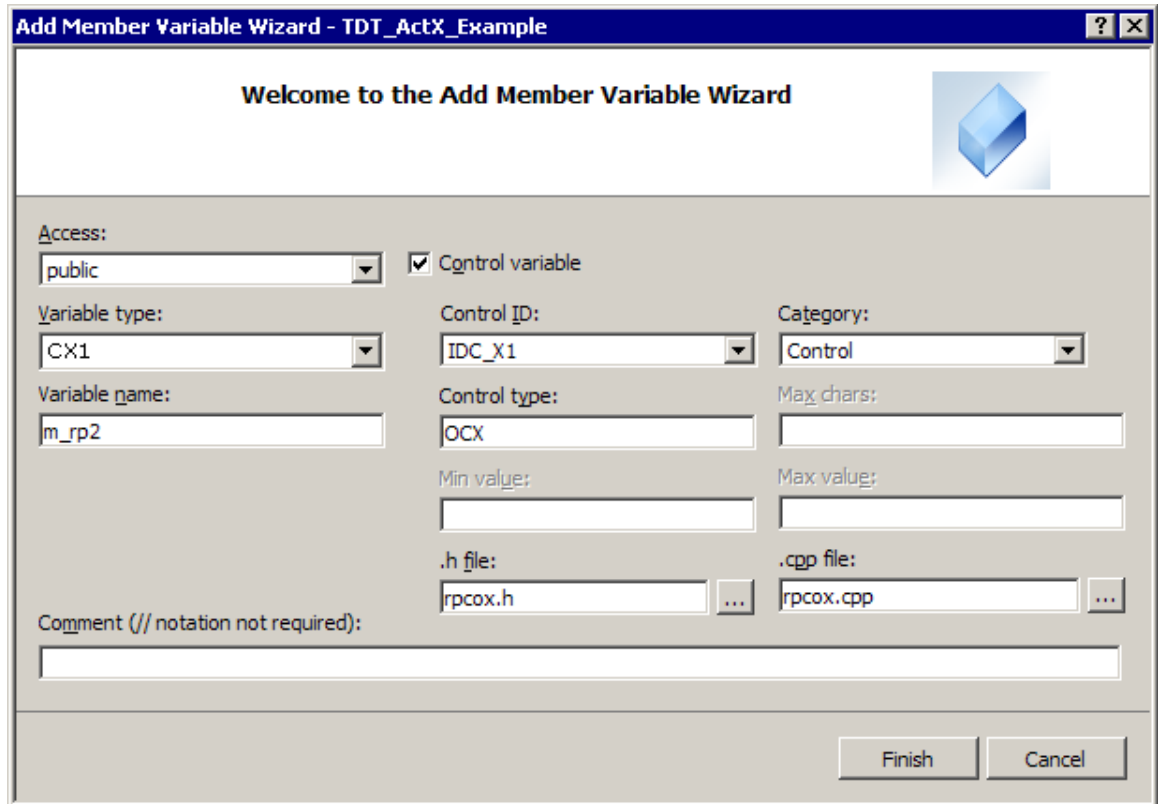 Add Member Variable Wizard - TDT_ActX_Example
Welcome to the Add Member Variable Wizard
Access:
public
Control variable
Variable type:
Control ID:
Category:
CX1
IDC_X1
Control
Variable name:
Control type:
Max chars:
m_rp2
OCX
Min value:
Max value:
.h file:
.cpp file:
rpcox.h
...
rpcox.cpp
...
Comment (// notation not required):
Finish
Cancel